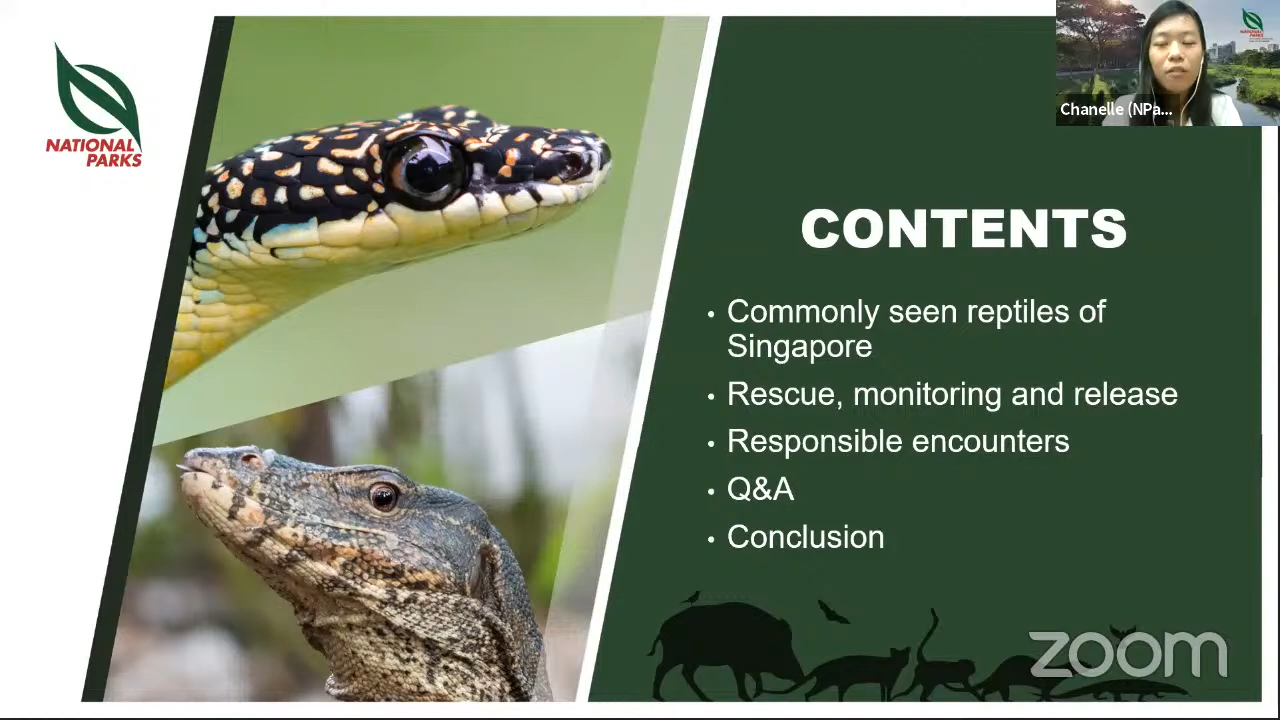 NATIONAL
PARKS
Chanelle (NPa...
CONTENTS
• Commonly seen reptiles of
Singapore
• Rescue, monitoring and release
• Responsible encounters
• Q&A
• Conclusion
zoom